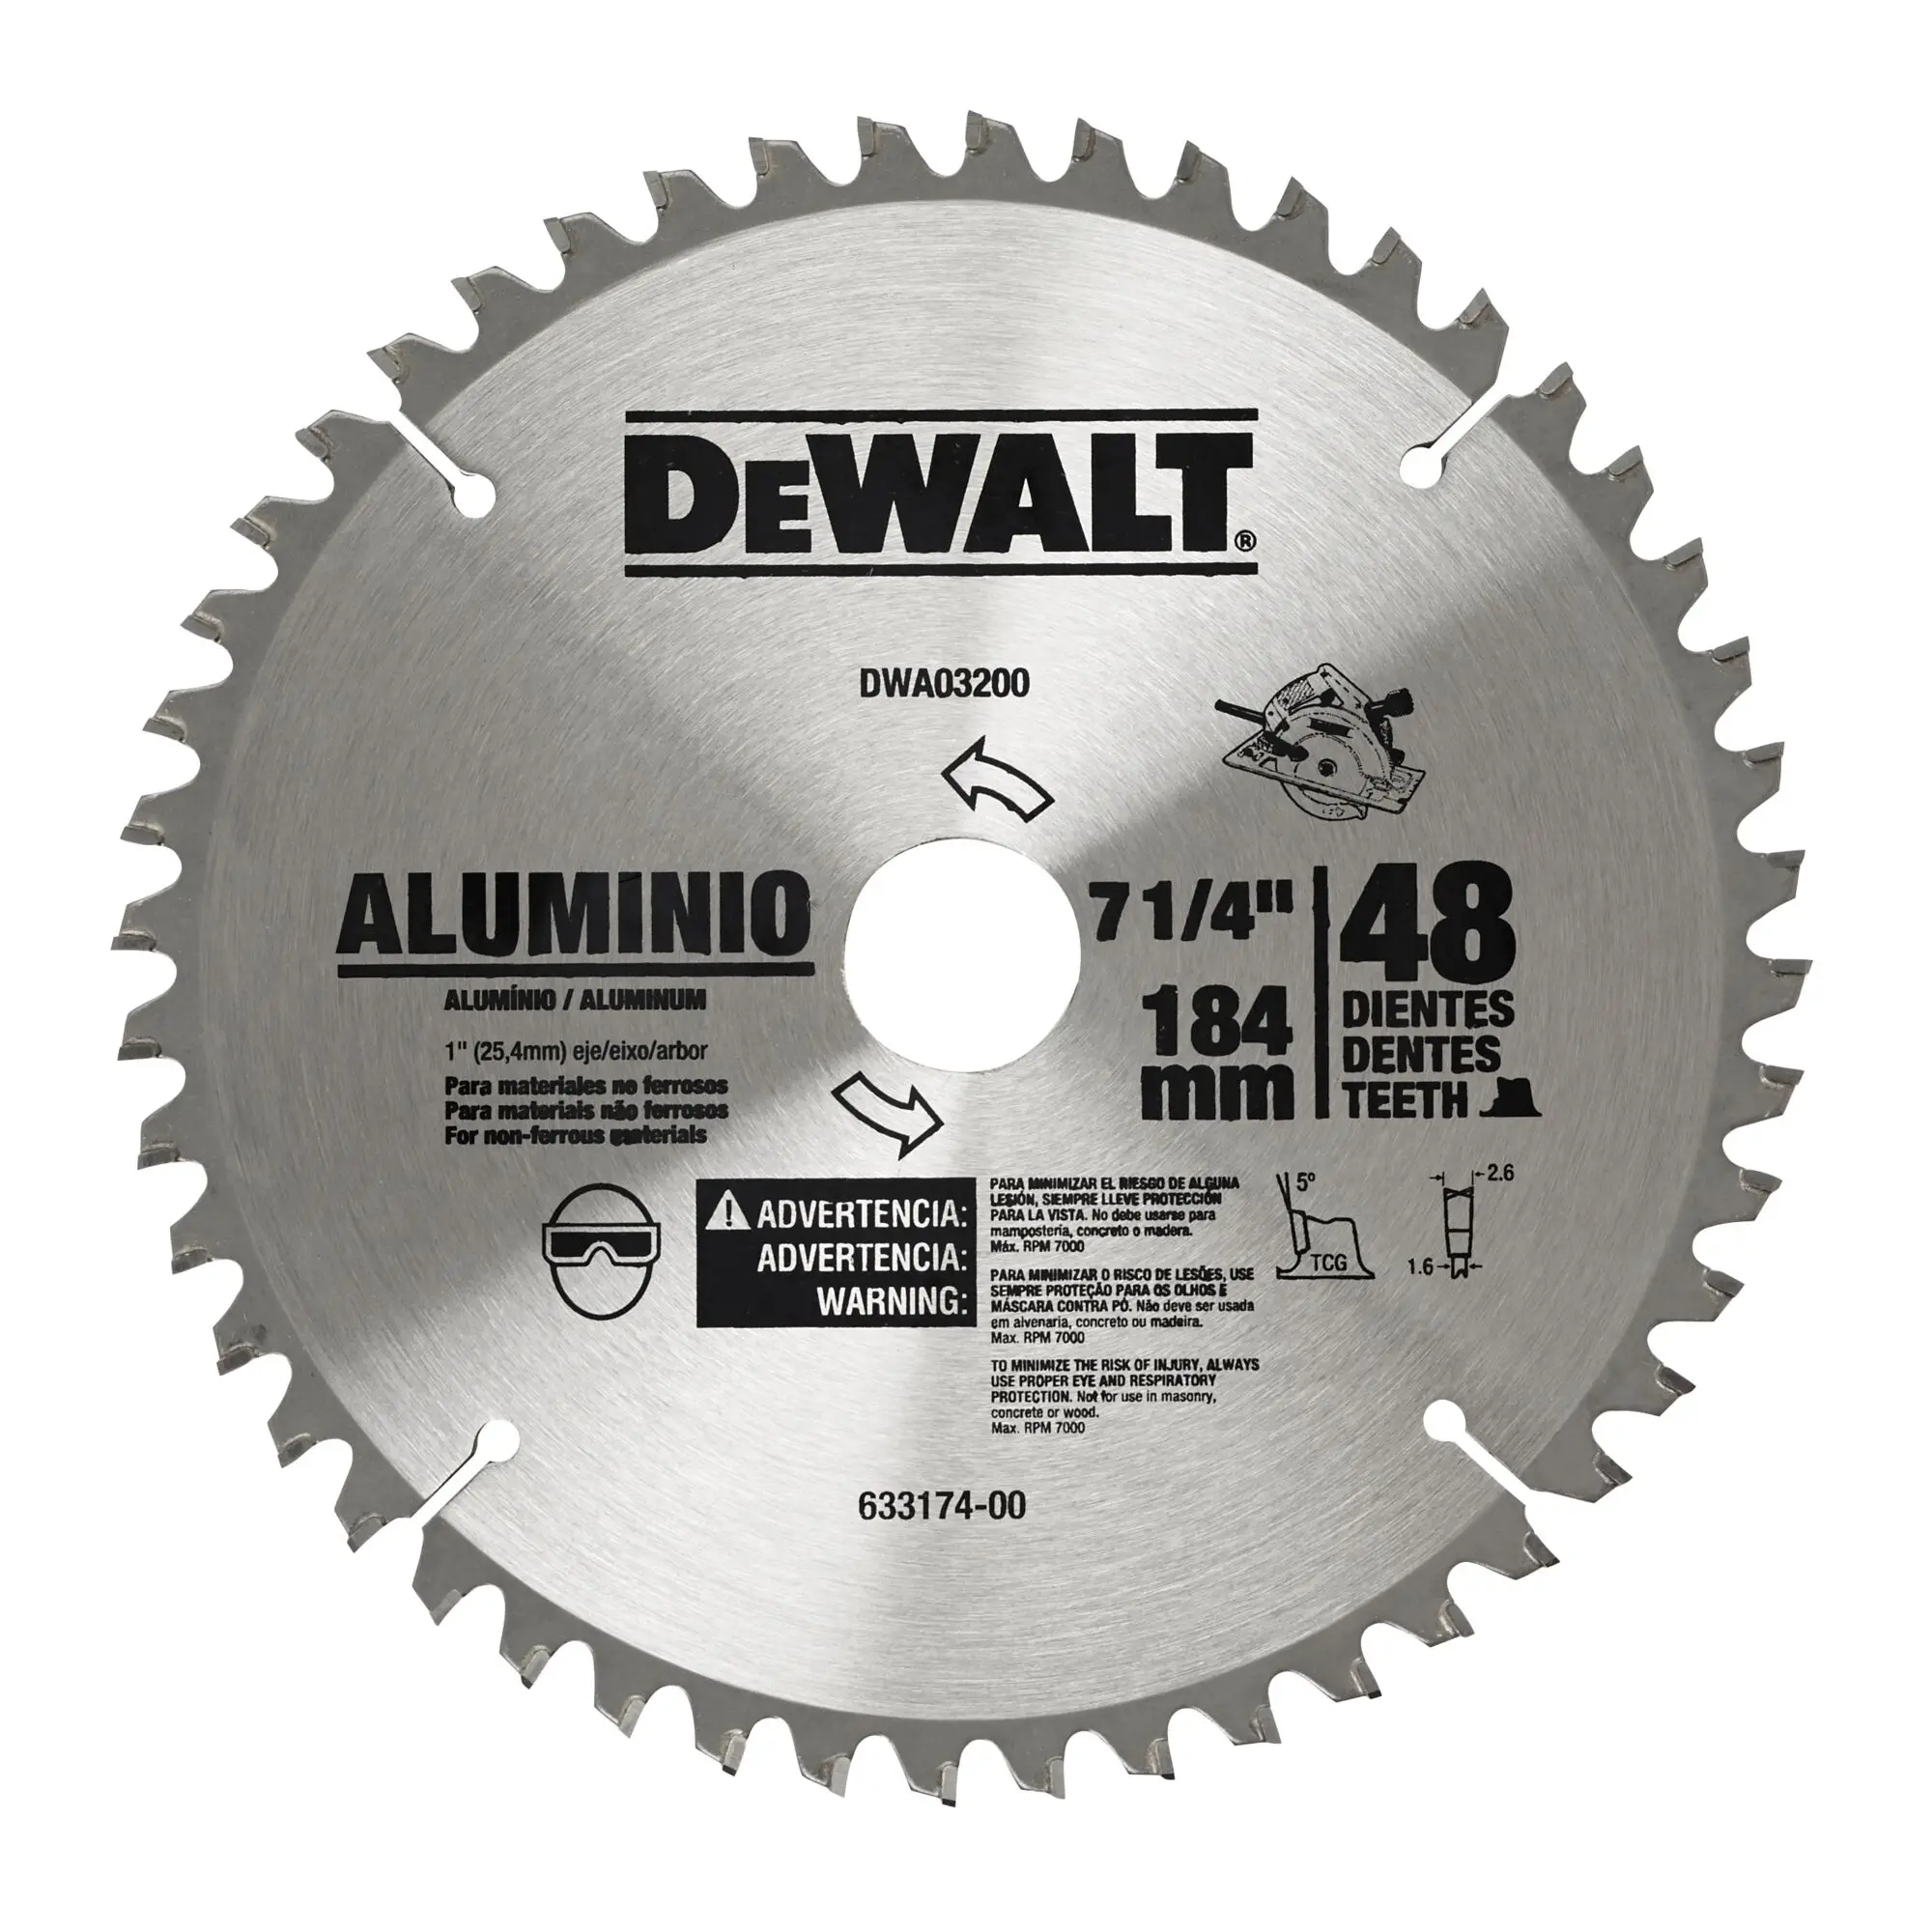 DEWALT®
DWA03200
ALUMINIO
ALUMÍNIO / ALUMINUM
1" (25,4mm) eje/eixo/arbor
Para materiales no ferrosos
Para materiais não ferrosos
For non-ferrous materials
7 1/4"
184
mm
48
DIENTES
DENTES
TEETH
ADVERTENCIA:
ADVERTENCIA:
WARNING:
PARA MINIMIZAR EL RIESGO DE ALGUNA
LESIÓN, SIEMPRE LLEVE PROTECCIÓN
PARA LA VISTA. No debe usarse para
mampostería, concreto o madera.
Máx. RPM 7000
PARA MINIMIZAR O RISCO DE LESÕES, USE
SEMPRE PROTEÇÃO PARA OS OLHOS E
MÁSCARA CONTRA PÓ. Não deve ser usada
em alvenaria, concreto ou madeira.
Max. RPM 7000
TO MINIMIZE THE RISK OF INJURY, ALWAYS
USE PROPER EYE AND RESPIRATORY
PROTECTION. Not for use in masonry,
concrete or wood.
Max. RPM 7000
5°
TCG
2.6
1.6
633174-00